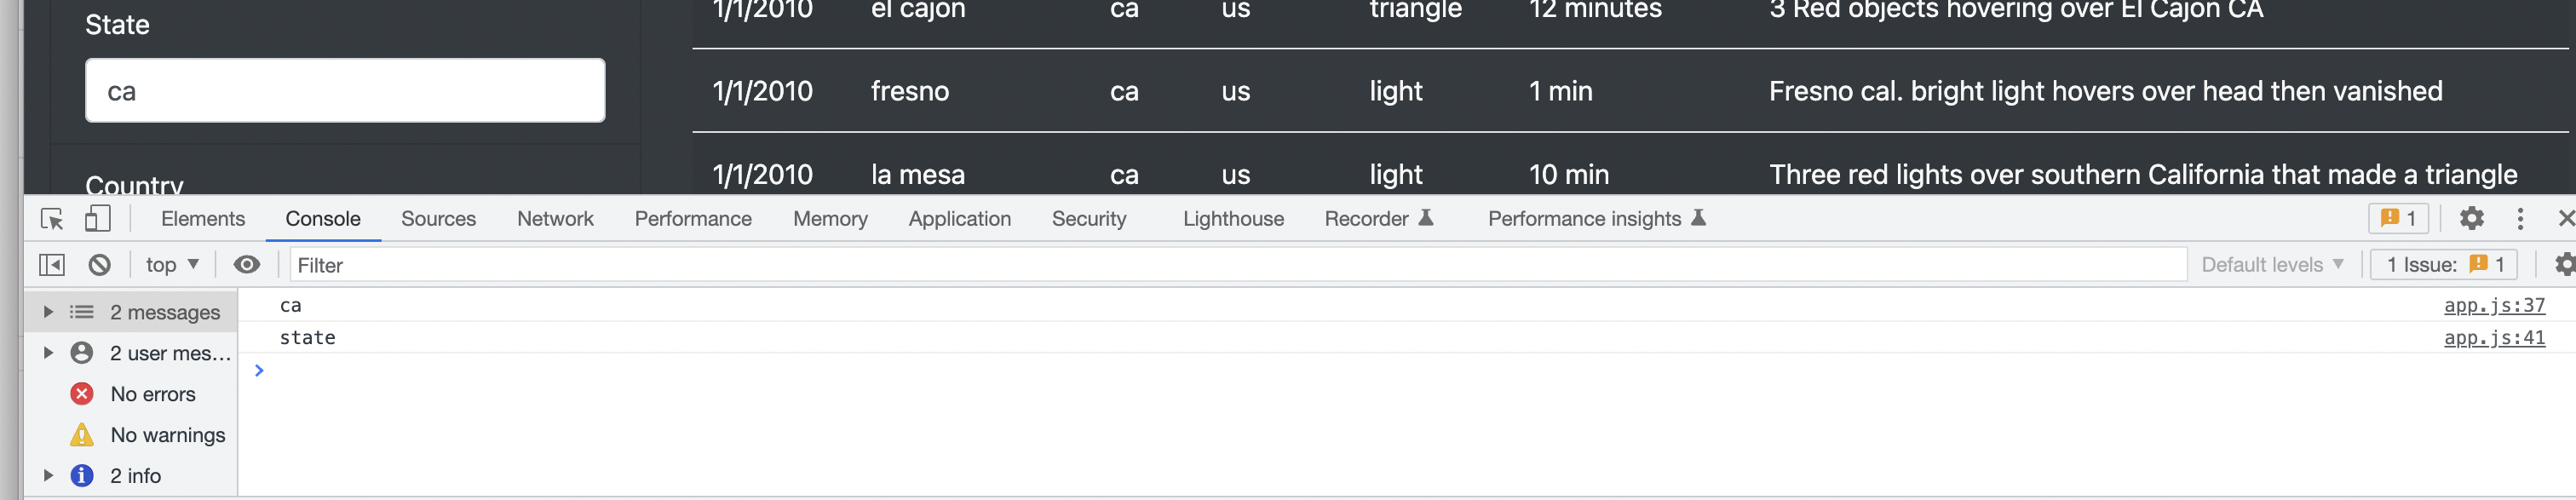 State
ca
Country
1/1/2010 el cajon ca us triangle 12 minutes 3 Red objects hovering over El Cajon CA
1/1/2010 fresno ca us light 1 min Fresno cal. bright light hovers over head then vanished
1/1/2010 la mesa ca us light 10 min Three red lights over southern California that made a triangle
Elements Console Sources Network Performance Memory Application Security Lighthouse Recorder Performance insights 1
top Filter Default levels 1 Issue: 1
2 messages
2 user mes…
No errors
No warnings
2 info
ca app.js:37
state app.js:41